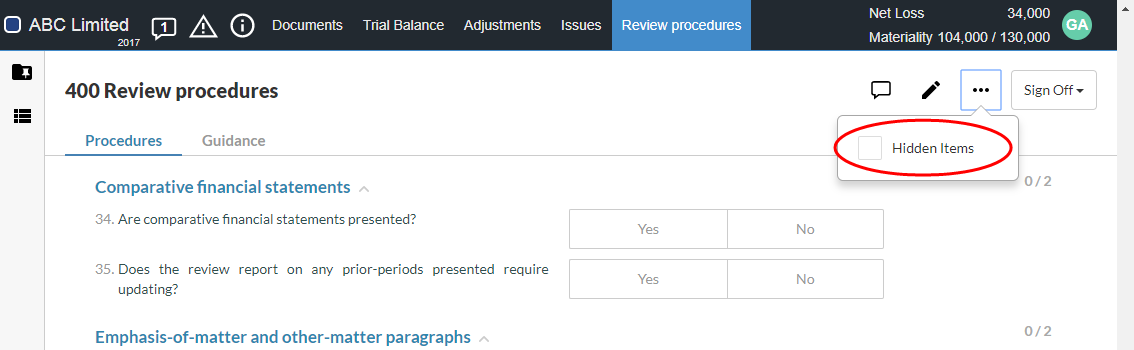 ABC Limited
2017
1
Documents
Trial Balance
Adjustments
Issues
Review procedures
Net Loss 34,000
Materiality 104,000 / 130,000
GA
400 Review procedures
Sign Off
Hidden Items
Procedures
Guidance
Comparative financial statements
0 / 2
34. Are comparative financial statements presented?
Yes
No
35. Does the review report on any prior-periods presented require
updating?
Yes
No
Emphasis-of-matter and other-matter paragraphs
0 / 2